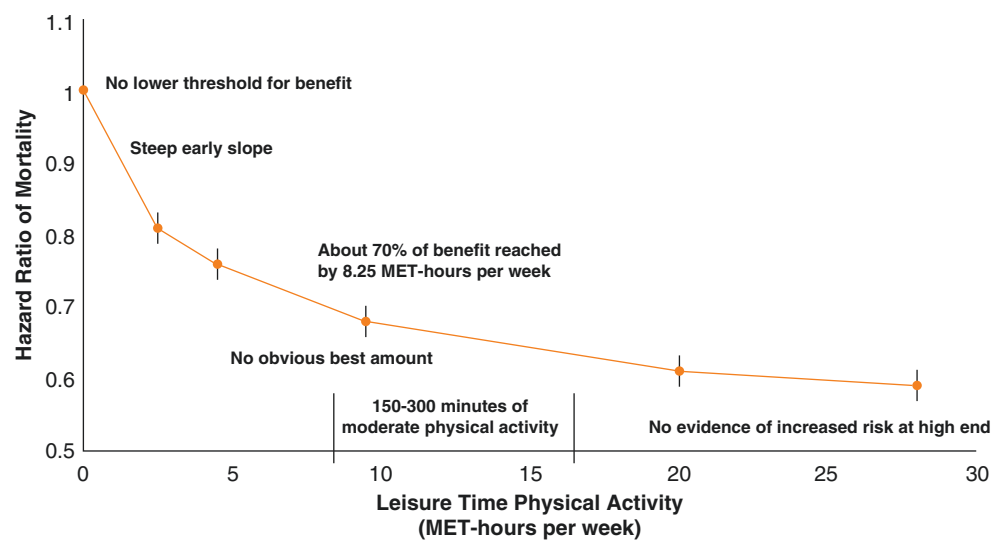 1.1
1
0.9
0.8
0.7
0.6
0.5
Hazard Ratio of Mortality
No lower threshold for benefit
Steep early slope
About 70% of benefit reached
by 8.25 MET-hours per week
No obvious best amount
150-300 minutes of
moderate physical activity
No evidence of increased risk at high end
0 5 10 15 20 25 30
Leisure Time Physical Activity
(MET-hours per week)